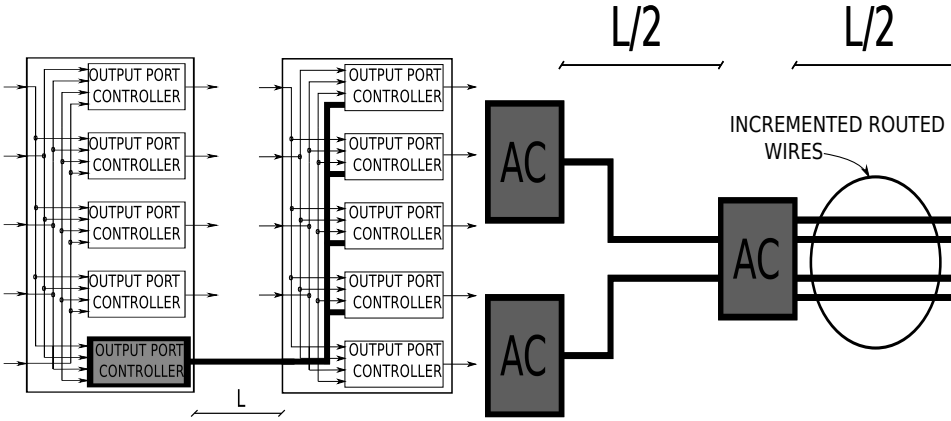 OUTPUT PORT
CONTROLLER
OUTPUT PORT
CONTROLLER
OUTPUT PORT
CONTROLLER
OUTPUT PORT
CONTROLLER
OUTPUT PORT
CONTROLLER
L
OUTPUT PORT
CONTROLLER
OUTPUT PORT
CONTROLLER
OUTPUT PORT
CONTROLLER
OUTPUT PORT
CONTROLLER
OUTPUT PORT
CONTROLLER
L/2
L/2
AC
AC
AC
INCREMENTED ROUTED
WIRES